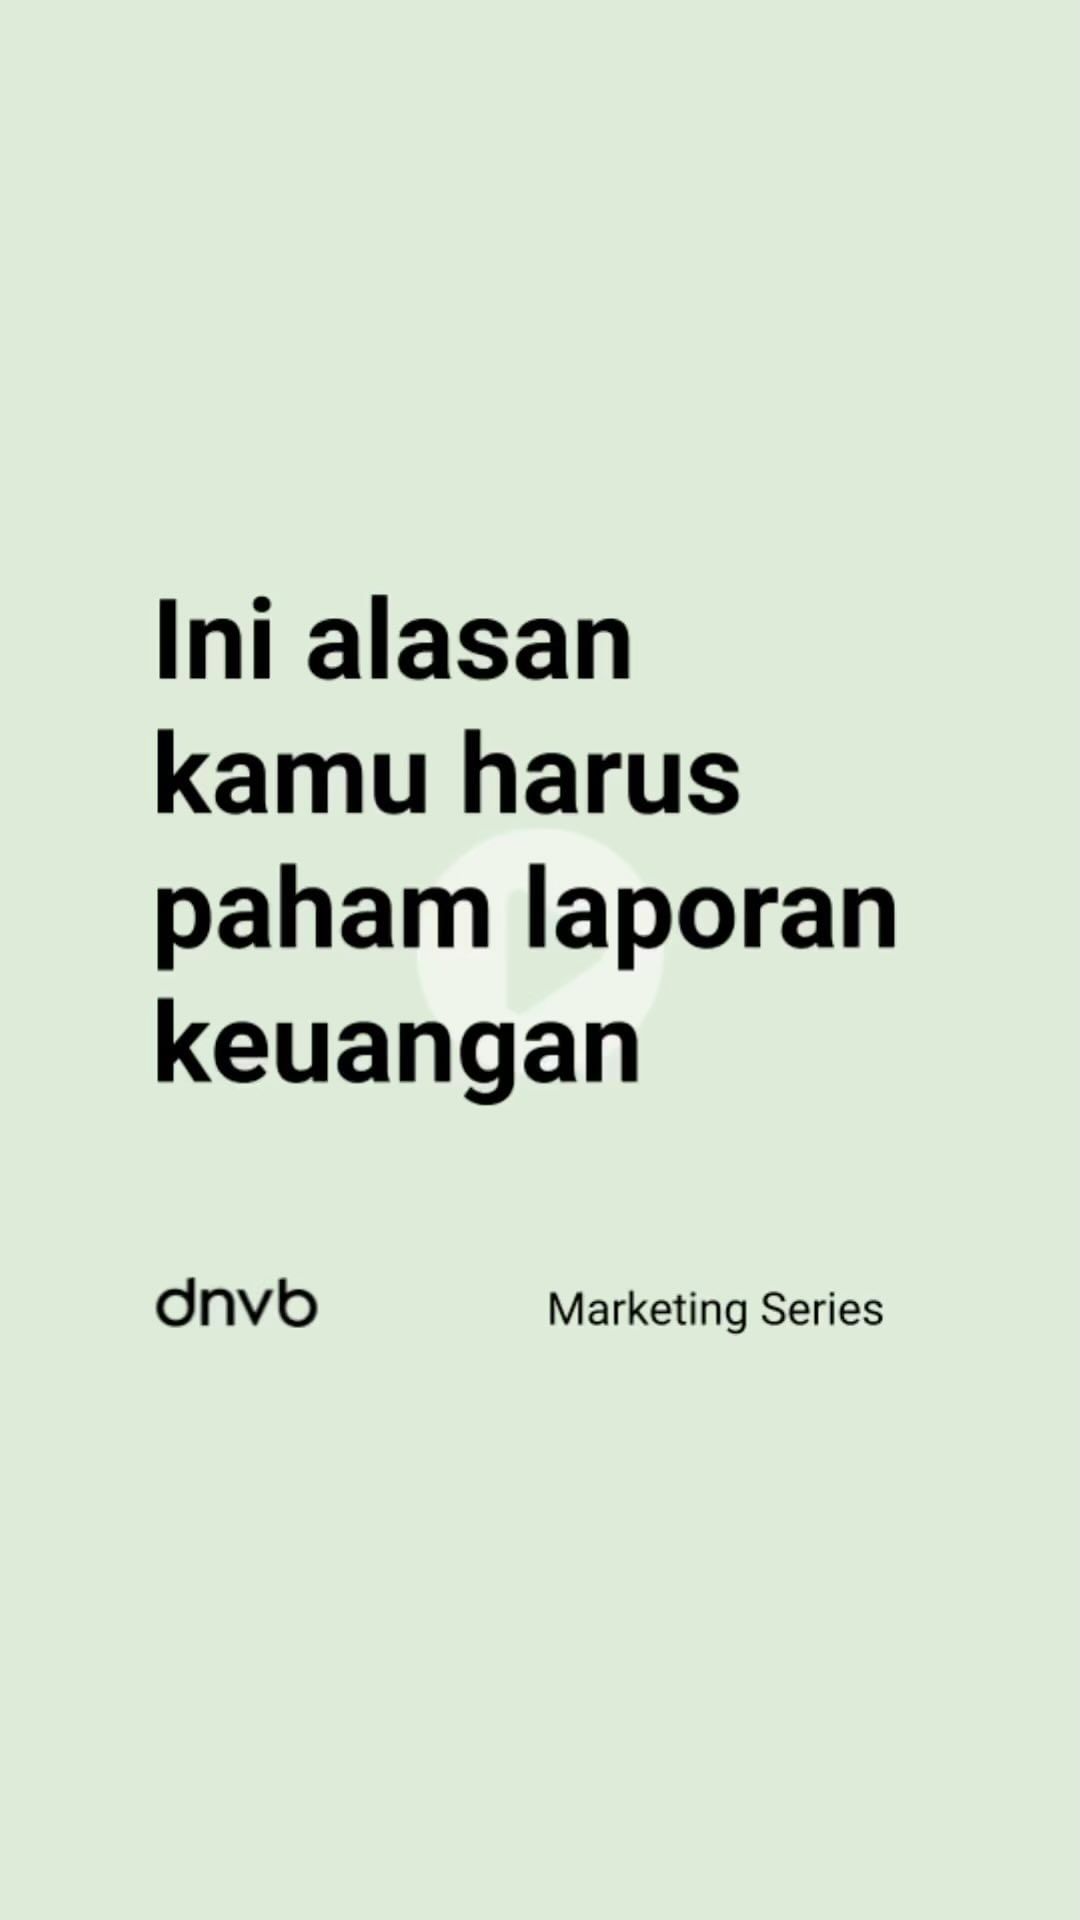 Ini alasan
kamu harus
paham laporan
keuangan
dnvb
Marketing Series